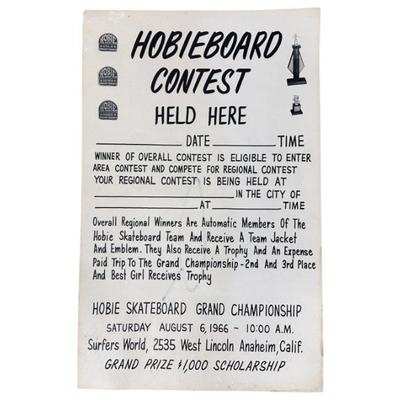 HOBIEBOARD
CONTEST
HELD HERE
DATE TIME
WINNER OF OVERALL CONTEST IS ELIGIBLE TO ENTER
AREA CONTEST AND COMPETE FOR REGIONAL CONTEST
YOUR REGIONAL CONTEST IS BEING HELD AT
IN THE CITY OF
AT TIME
Overall Regional Winners Are Automatic Members Of The
Hobie Skateboard Team And Receive A Team Jacket
And Emblem. They Also Receive A Trophy And An Expense
Paid Trip To The Grand Championship - 2nd And 3rd Place
And Best Girl Receives Trophy
HOBIE SKATEBOARD GRAND CHAMPIONSHIP
SATURDAY AUGUST 6, 1966 - 10:00 A.M.
Surfers World, 2535 West Lincoln Anaheim, Calif.
GRAND PRIZE $1,000 SCHOLARSHIP